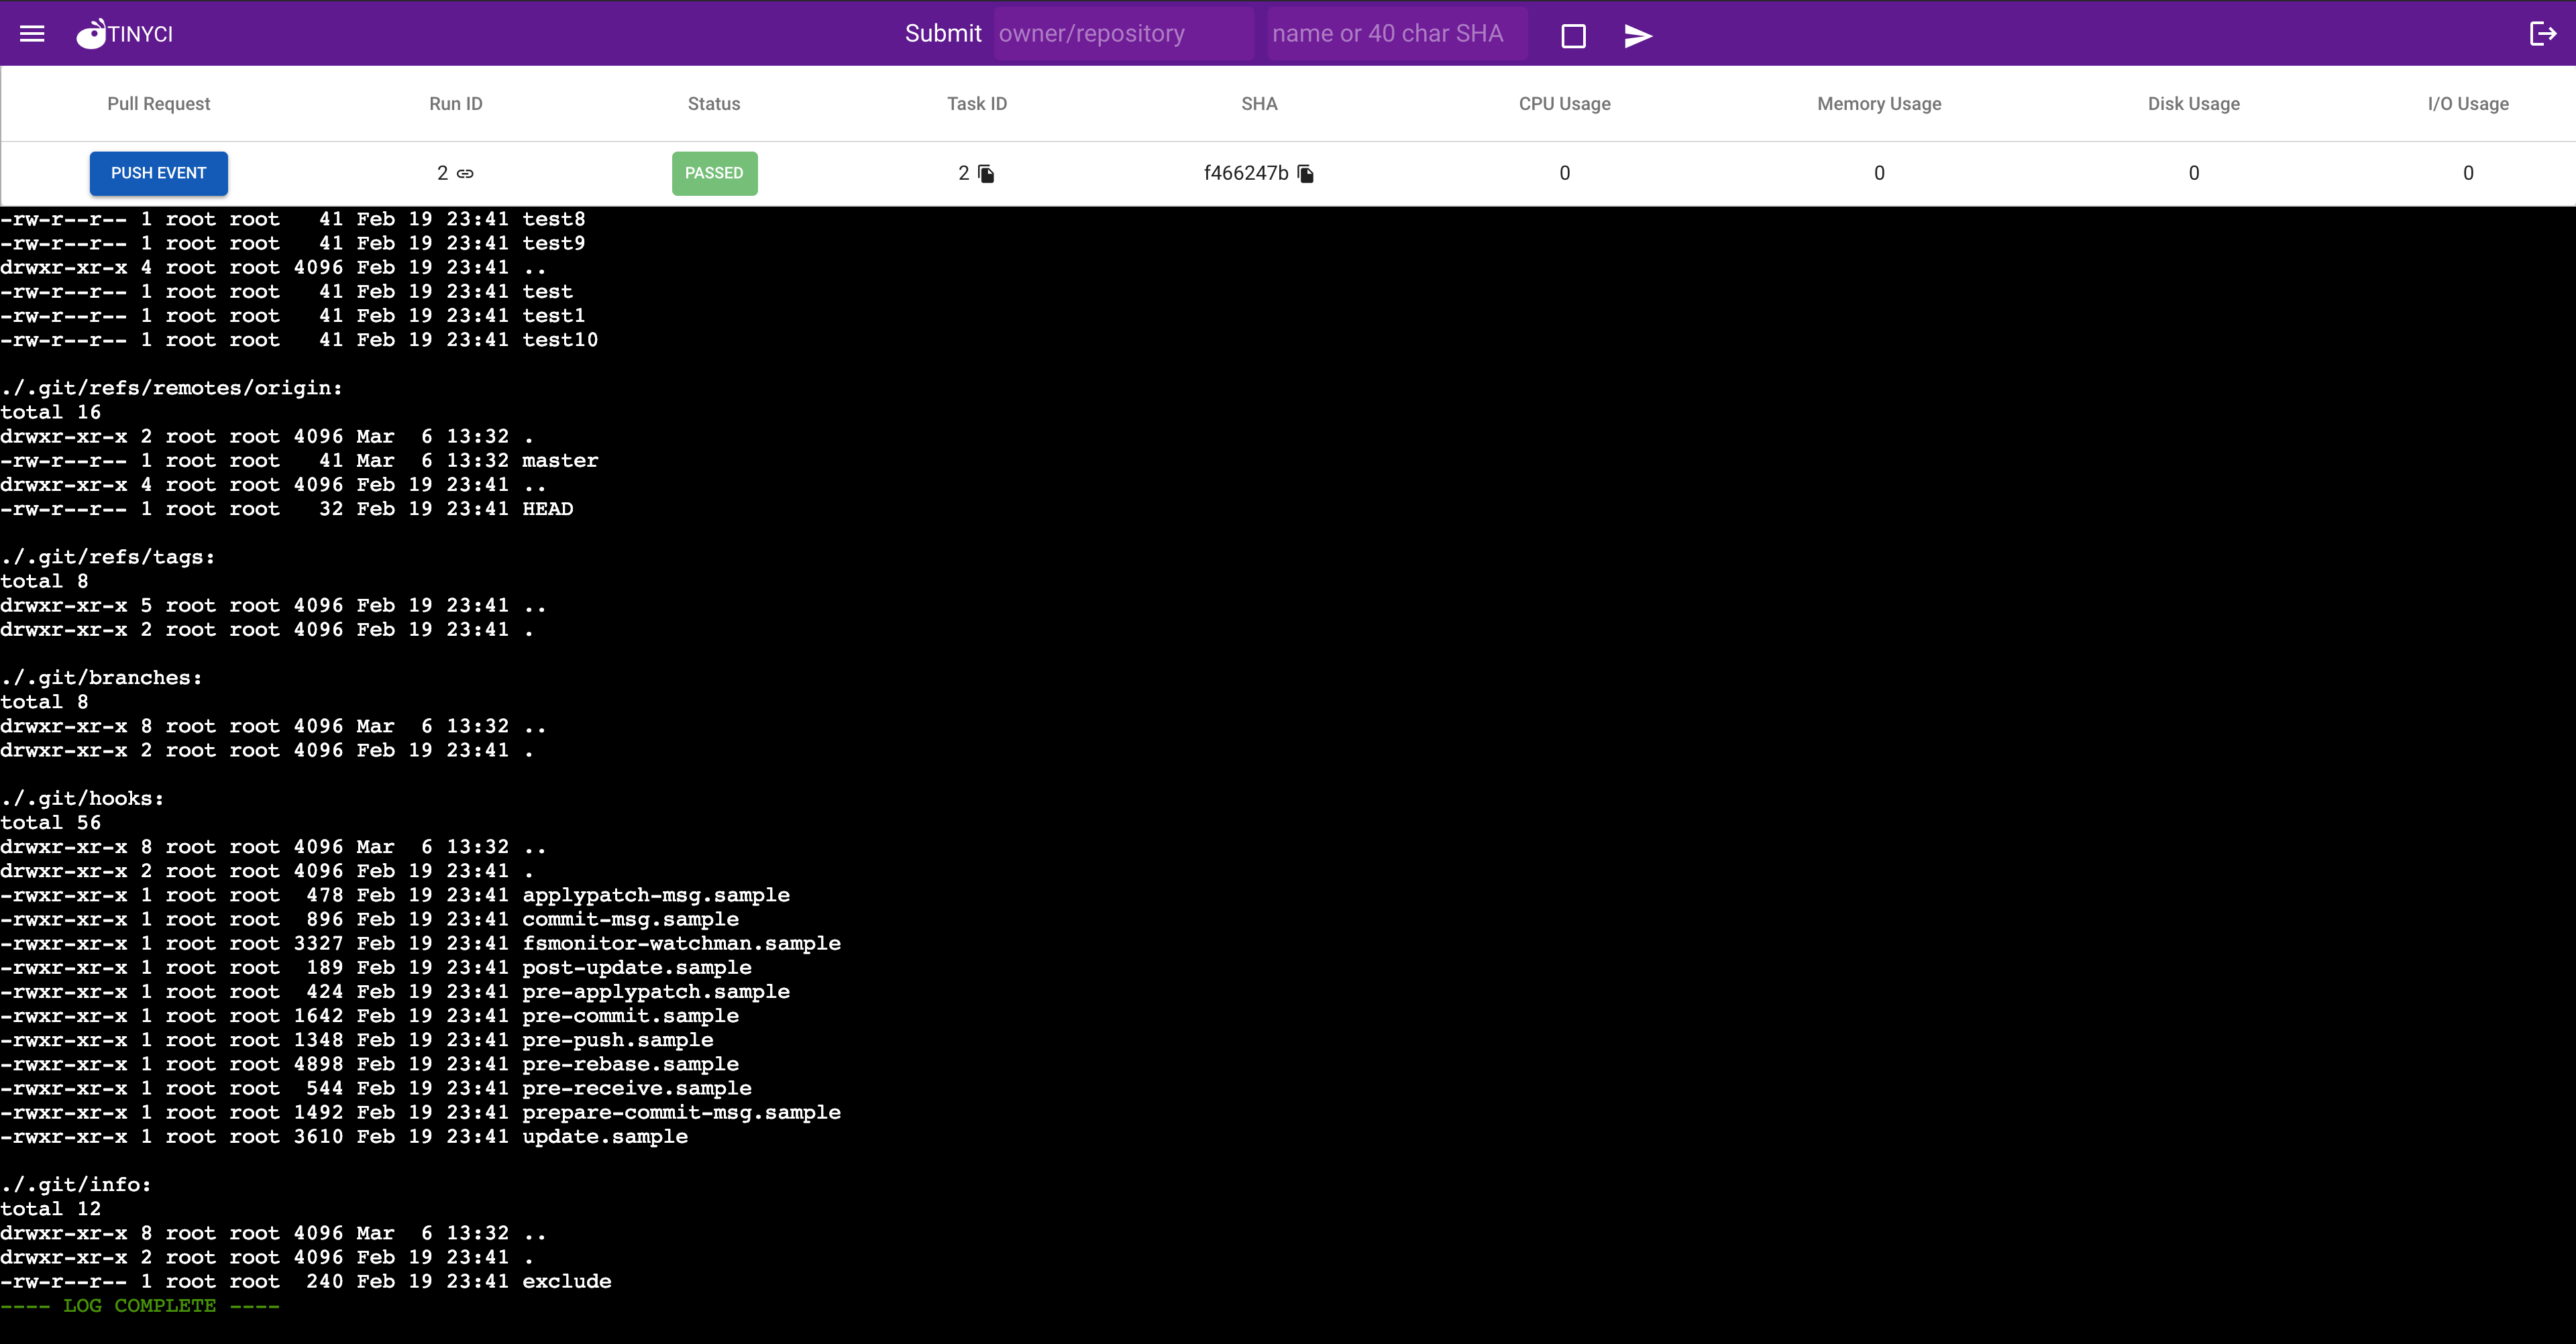 TINYCI Submit owner/repository name or 40 char SHA
Pull Request Run ID Status Task ID SHA CPU Usage Memory Usage Disk Usage I/O Usage
PUSH EVENT 2 PASSED 2 f466247b 0 0 0 0
-rw-r--r-- 1 root root   41 Feb 19 23:41 test8
-rw-r--r-- 1 root root   41 Feb 19 23:41 test9
drwxr-xr-x 4 root root 4096 Feb 19 23:41 ..
-rw-r--r-- 1 root root   41 Feb 19 23:41 test
-rw-r--r-- 1 root root   41 Feb 19 23:41 test1
-rw-r--r-- 1 root root   41 Feb 19 23:41 test10
./.git/refs/remotes/origin:
total 16
drwxr-xr-x 2 root root 4096 Mar  6 13:32 .
-rw-r--r-- 1 root root   41 Mar  6 13:32 master
drwxr-xr-x 4 root root 4096 Feb 19 23:41 ..
-rw-r--r-- 1 root root   32 Feb 19 23:41 HEAD
./.git/refs/tags:
total 8
drwxr-xr-x 5 root root 4096 Feb 19 23:41 ..
drwxr-xr-x 2 root root 4096 Feb 19 23:41 .
./.git/branches:
total 8
drwxr-xr-x 8 root root 4096 Mar  6 13:32 ..
drwxr-xr-x 2 root root 4096 Feb 19 23:41 .
./.git/hooks:
total 56
drwxr-xr-x 8 root root 4096 Mar  6 13:32 ..
drwxr-xr-x 2 root root 4096 Feb 19 23:41 .
-rwxr-xr-x 1 root root  478 Feb 19 23:41 applypatch-msg.sample
-rwxr-xr-x 1 root root  896 Feb 19 23:41 commit-msg.sample
-rwxr-xr-x 1 root root 3327 Feb 19 23:41 fsmonitor-watchman.sample
-rwxr-xr-x 1 root root  189 Feb 19 23:41 post-update.sample
-rwxr-xr-x 1 root root  424 Feb 19 23:41 pre-applypatch.sample
-rwxr-xr-x 1 root root 1642 Feb 19 23:41 pre-commit.sample
-rwxr-xr-x 1 root root 1348 Feb 19 23:41 pre-push.sample
-rwxr-xr-x 1 root root 4898 Feb 19 23:41 pre-rebase.sample
-rwxr-xr-x 1 root root  544 Feb 19 23:41 pre-receive.sample
-rwxr-xr-x 1 root root 1492 Feb 19 23:41 prepare-commit-msg.sample
-rwxr-xr-x 1 root root 3610 Feb 19 23:41 update.sample
./.git/info:
total 12
drwxr-xr-x 8 root root 4096 Mar  6 13:32 ..
drwxr-xr-x 2 root root 4096 Feb 19 23:41 .
-rw-r--r-- 1 root root  240 Feb 19 23:41 exclude
---- LOG COMPLETE ----